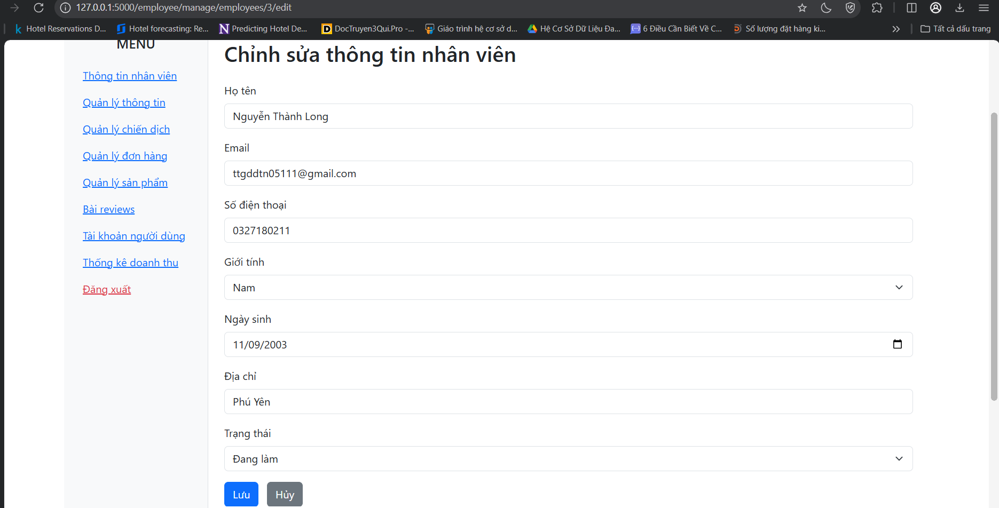 127.0.0.1:5000/employee/manage/employees/3/edit
Hotel Reservations D...
Hotel forecasting: Re...
Predicting Hotel De...
DocTruyen3Qui.Pro -...
Giáo trình hệ cơ sở d...
Hệ Cơ Sở Dữ Liệu Đa...
6 Điều Cần Biết Về C...
Số lượng đặt hàng ki...
Tất cả dấu trang
MENU
Thông tin nhân viên
Quản lý thông tin
Quản lý chiến dịch
Quản lý đơn hàng
Quản lý sản phẩm
Bài reviews
Tài khoản người dùng
Thống kê doanh thu
Đăng xuất
Chỉnh sửa thông tin nhân viên
Họ tên
Nguyễn Thành Long
Email
ttgddtn05111@gmail.com
Số điện thoại
0327180211
Giới tính
Nam
Ngày sinh
11/09/2003
Địa chỉ
Phú Yên
Trạng thái
Đang làm
Lưu
Hủy